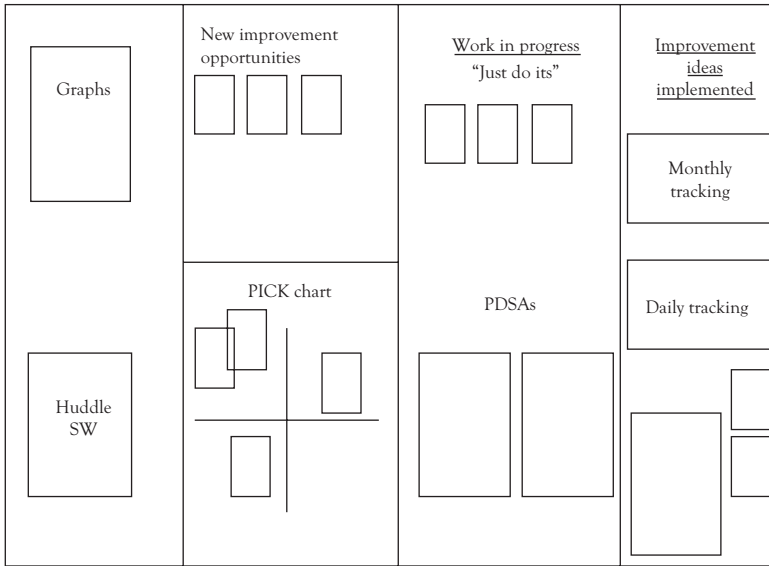 Graphs
Huddle
SW
New improvement
opportunities
PICK chart
Work in progress
“Just do its”
PDSAs
Improvement
ideas
implemented
Monthly
tracking
Daily tracking